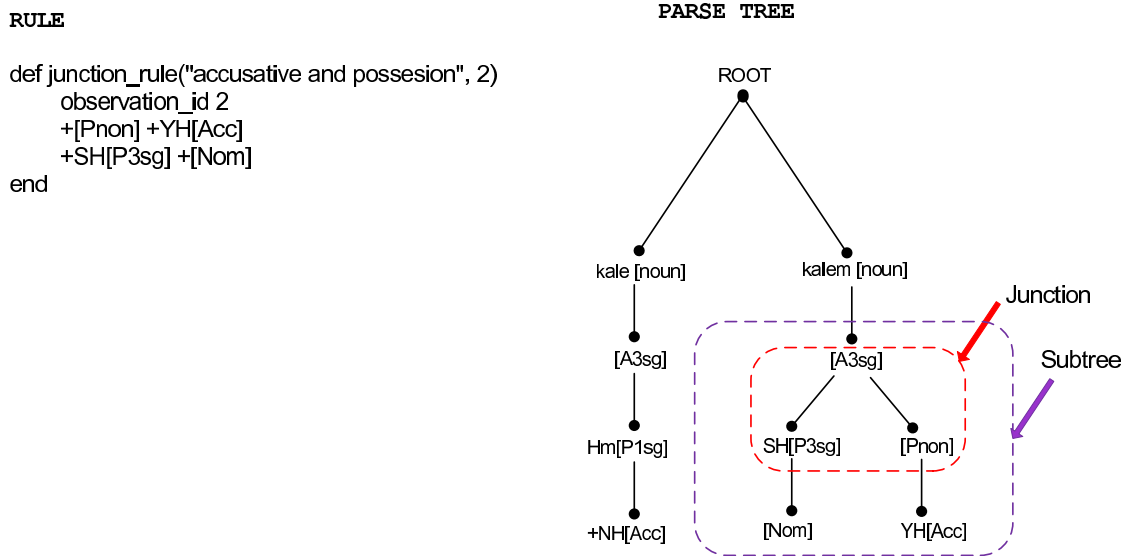 RULE
def junction_rule("accusative and possesion", 2)
observation_id 2
+[Pnon] +YH[Acc]
+SH[P3sg] +[Nom]
end
PARSE TREE
ROOT
kale [noun]
kalem [noun]
Junction
[A3sg]
[A3sg]
Subtree
Hm[P1sg]
SH[P3sg]
[Pnon]
+NH[Acc]
[Nom]
YH[Acc]